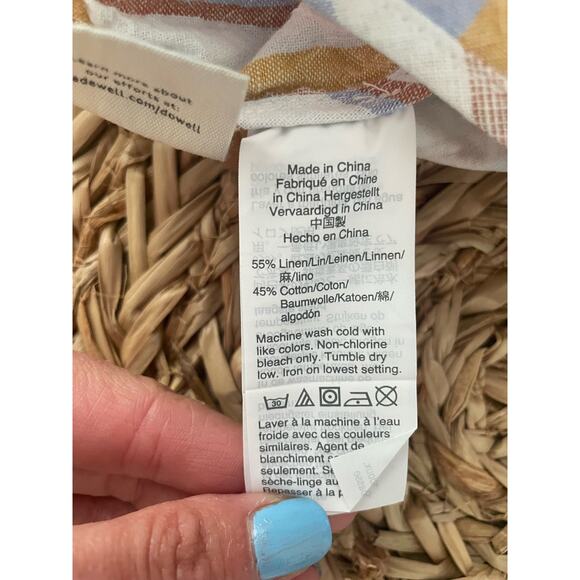 earn more about
our efforts at:
adewell.com/dowell
Made in China
Fabriqué en Chine
in China Hergestellt
Vervaardigd in China
中国製
Hecho en China
55% Linen/Lin/Leinen/Linnen/
麻/lino
45% Cotton/Coton/
Baumwolle/Katoen/綿/
algodón
Machine wash cold with
like colors. Non-chlorine
bleach only. Tumble dry
low. Iron on lowest setting.
30
Laver à la machine à l'eau
froide avec des couleurs
similaires. Agent de
blanchiment
seulement.
sèche-linge au
Repasser à la